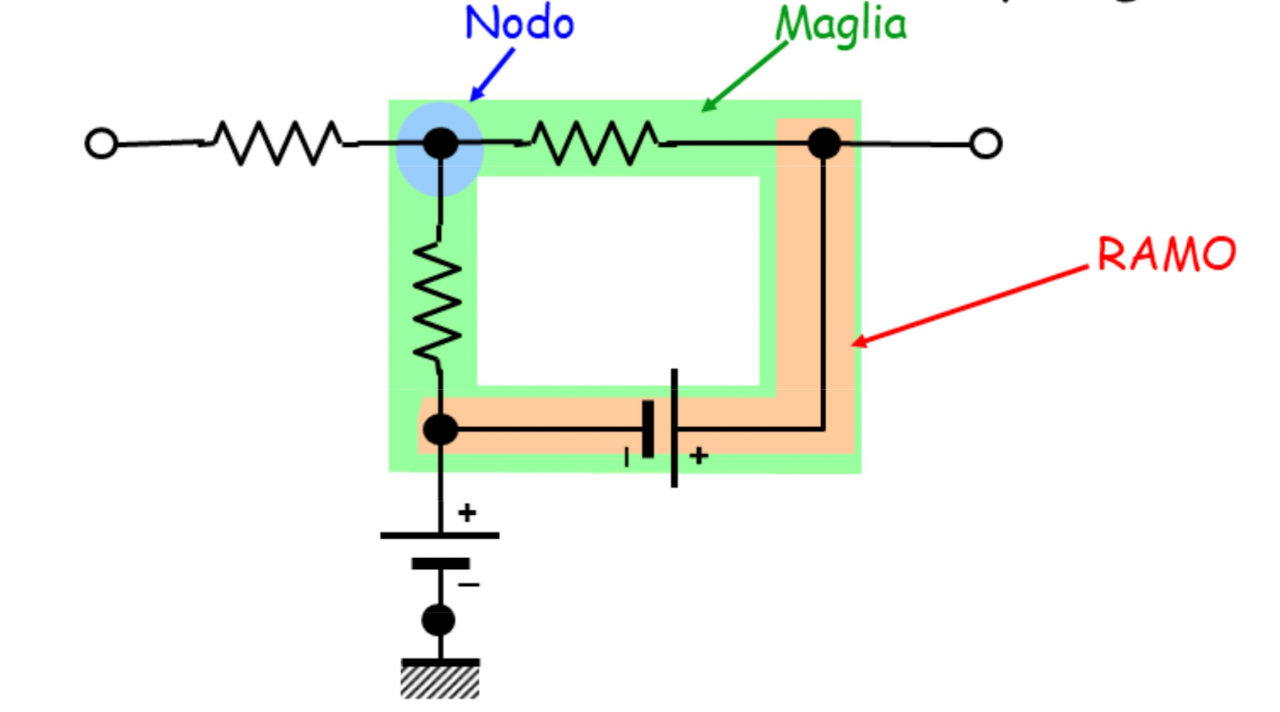 Nodo
Maglia
RAMO
− +
+
−